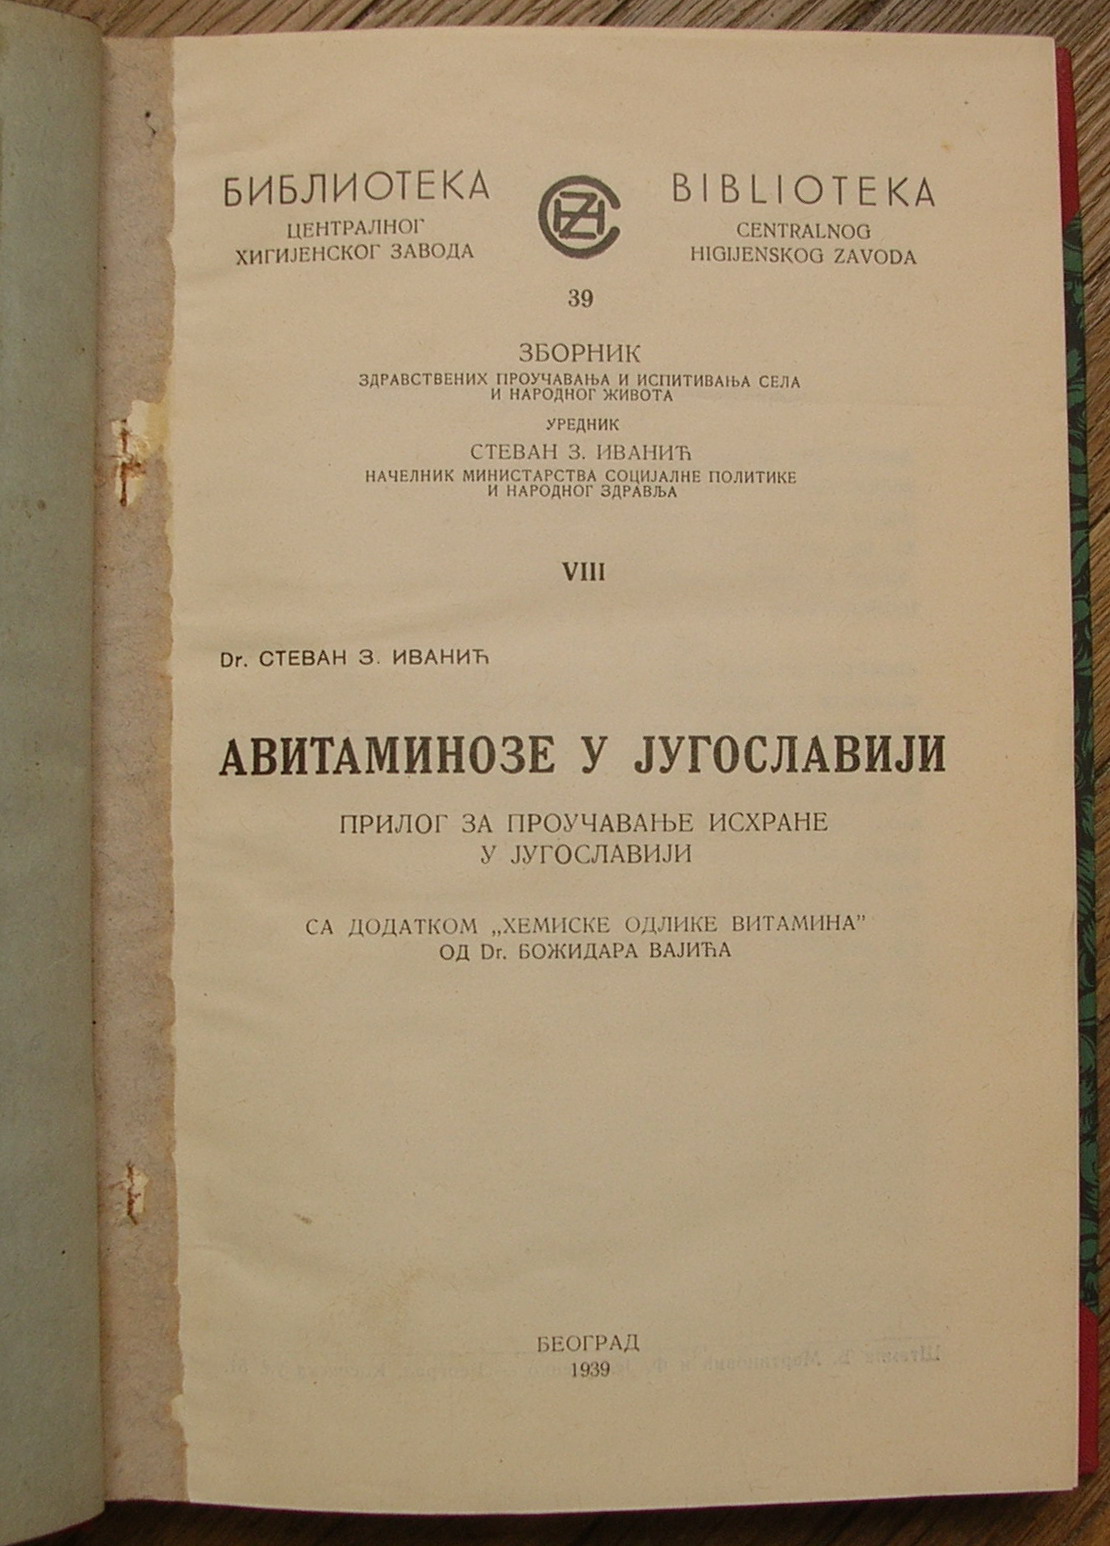 БИБЛИОТЕКА
ЦЕНТРАЛНОГ
ХИГИЈЕНСКОГ ЗАВОДА
CHZ
BIBLIOTEKA
CENTRALNOG
HIGIJENSKOG ZAVODA
39
ЗБОРНИК
ЗДРАВСТВЕНИХ ПРОУЧАВАЊА И ИСПИТИВАЊА СЕЛА
И НАРОДНОГ ЖИВОТА
УРЕДНИК
СТЕВАН З. ИВАНИЋ
НАЧЕЛНИК МИНИСТАРСТВА СОЦИЈАЛНЕ ПОЛИТИКЕ
И НАРОДНОГ ЗДРАВЉА
VIII
Dr. СТЕВАН З. ИВАНИЋ
АВИТАМИНОЗЕ У ЈУГОСЛАВИЈИ
ПРИЛОГ ЗА ПРОУЧАВАЊЕ ИСХРАНЕ
У ЈУГОСЛАВИЈИ
СА ДОДАТКОМ „ХЕМИСКЕ ОДЛИКЕ ВИТАМИНА”
ОД Dr. БОЖИДАРА ВАЈИЋА
БЕОГРАД
1939